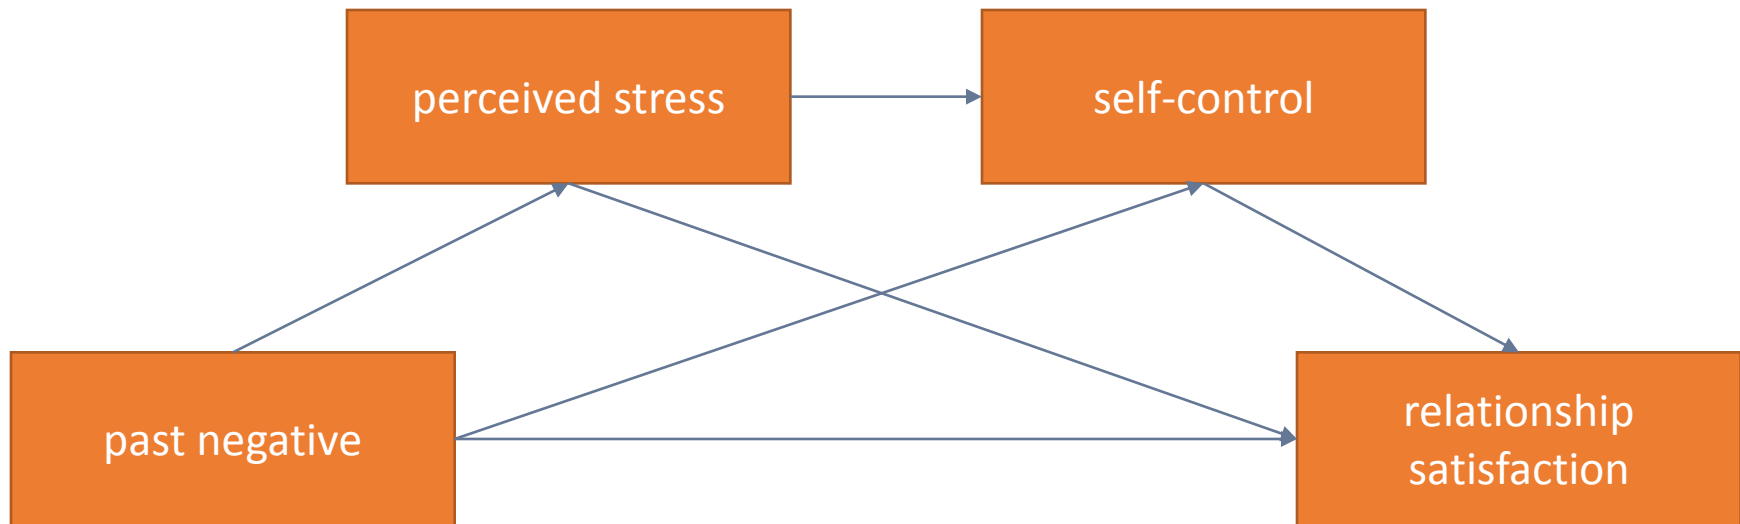 perceived stress
self-control
past negative
relationship
satisfaction